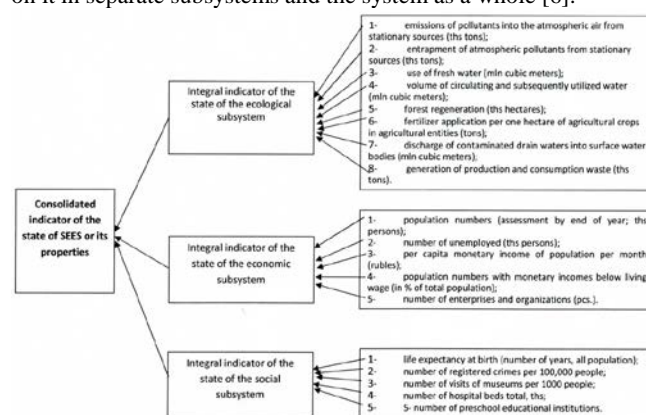 on it in separate subsystems and the system as a whole [6].
1- emissions of pollutants into the atmospheric air from
stationary sources (ths tons);
2- entrapment of atmospheric pollutants from stationary
sources (ths tons);
3- use of fresh water (mln cubic meters);
4- volume of circulating and subsequently utilized water
(mln cubic meters);
5- forest regeneration (ths hectares);
6- fertilizer application per one hectare of agricultural crops
in agricultural entities (tons);
7- discharge of contaminated drain waters into surface water
bodies (mln cubic meters);
8- generation of production and consumption waste (ths
tons).
Integral indicator of the
state of the ecological
subsystem
Consolidated
indicator of the
state of SEES or its
properties
Integral indicator of the
state of the economic
subsystem
1- population numbers (assessment by end of year; ths
persons);
2- number of unemployed (ths persons);
3- per capita monetary income of population per month
(rubles);
4- population numbers with monetary incomes below living
wage (in % of total population);
5- number of enterprises and organizations (pcs.).
Integral indicator of the
state of the social
subsystem
1- life expectancy at birth (number of years, all population);
2- number of registered crimes per 100,000 people;
3- number of visits of museums per 1000 people;
4- number of hospital beds total, ths;
5- 5- number of preschool educational institutions.